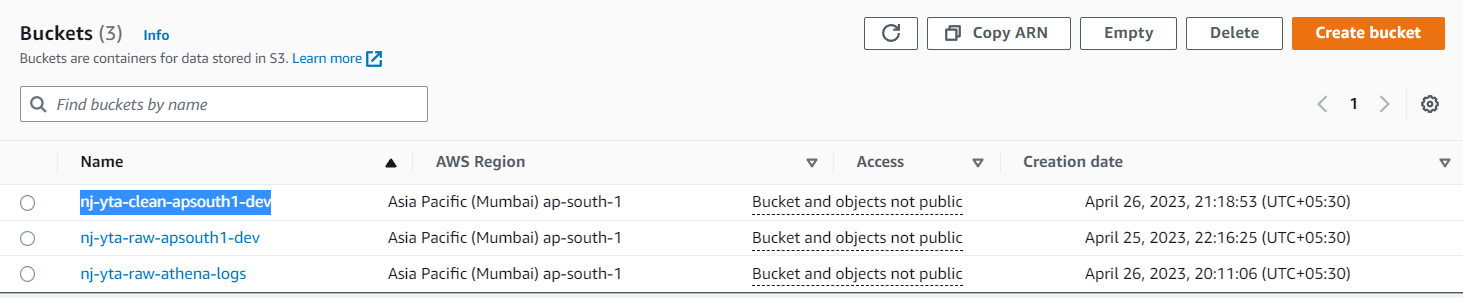 Buckets (3) Info
Buckets are containers for data stored in S3. Learn more
Copy ARN Empty Delete Create bucket
Find buckets by name
1
Name AWS Region Access Creation date
nj-yta-clean-apsouth1-dev Asia Pacific (Mumbai) ap-south-1 Bucket and objects not public April 26, 2023, 21:18:53 (UTC+05:30)
nj-yta-raw-apsouth1-dev Asia Pacific (Mumbai) ap-south-1 Bucket and objects not public April 25, 2023, 22:16:25 (UTC+05:30)
nj-yta-raw-athena-logs Asia Pacific (Mumbai) ap-south-1 Bucket and objects not public April 26, 2023, 20:11:06 (UTC+05:30)